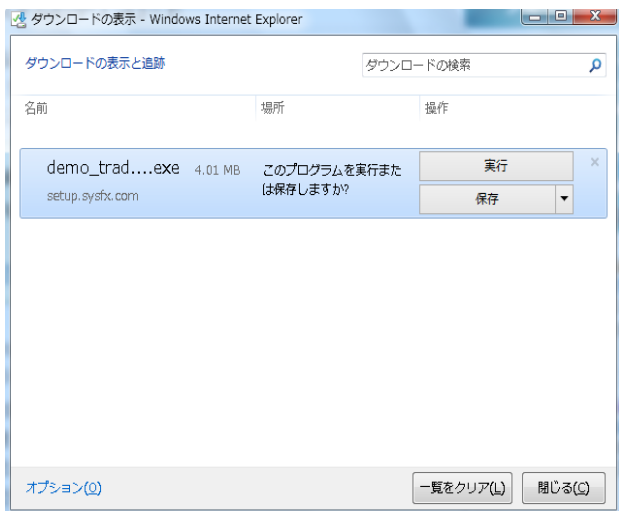 ダウンロードの表示 - Windows Internet Explorer
ダウンロードの表示と追跡
ダウンロードの検索
名前 場所 操作
demo_trad....exe 4.01 MB
setup.sysfx.com
このプログラムを実行また
は保存しますか?
実行
保存
オプション(O)
一覧をクリア(L) 閉じる(C)